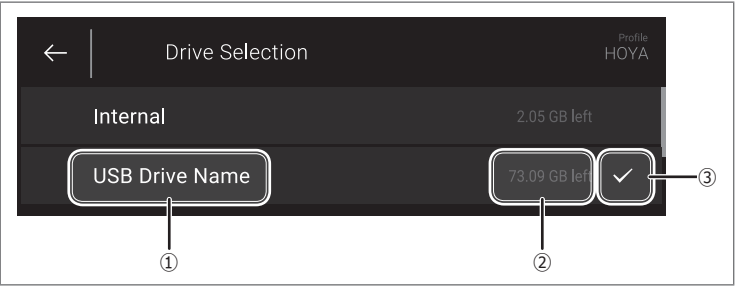 Drive Selection
Profile
HOYA
Internal
2.05 GB left
USB Drive Name
73.09 GB left
③
①
②